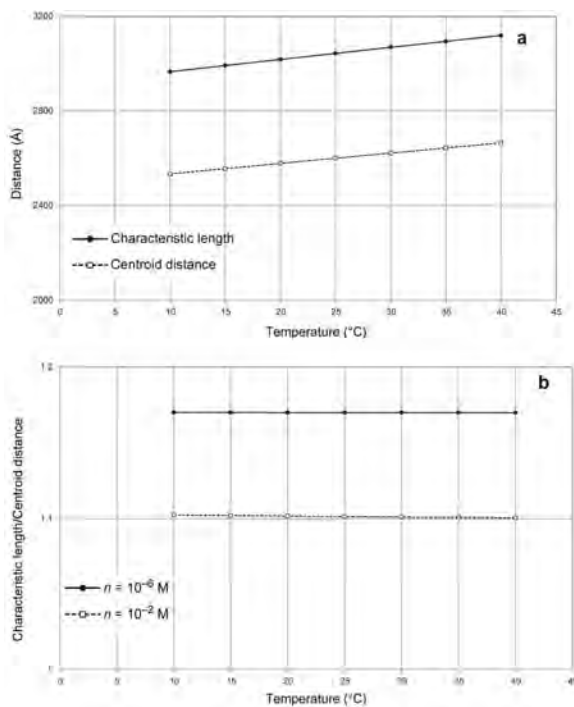 3200
a
2800
Distance (Å)
2400
Characteristic length
Centroid distance
2000
0 5 10 15 20 25 30 35 40 45
Temperature (°C)
1.2
b
Characteristic length/Centroid distance
1.1
n = 10⁻⁶ M
n = 10⁻² M
1
0 5 10 15 20 25 30 35 40 45
Temperature (°C)